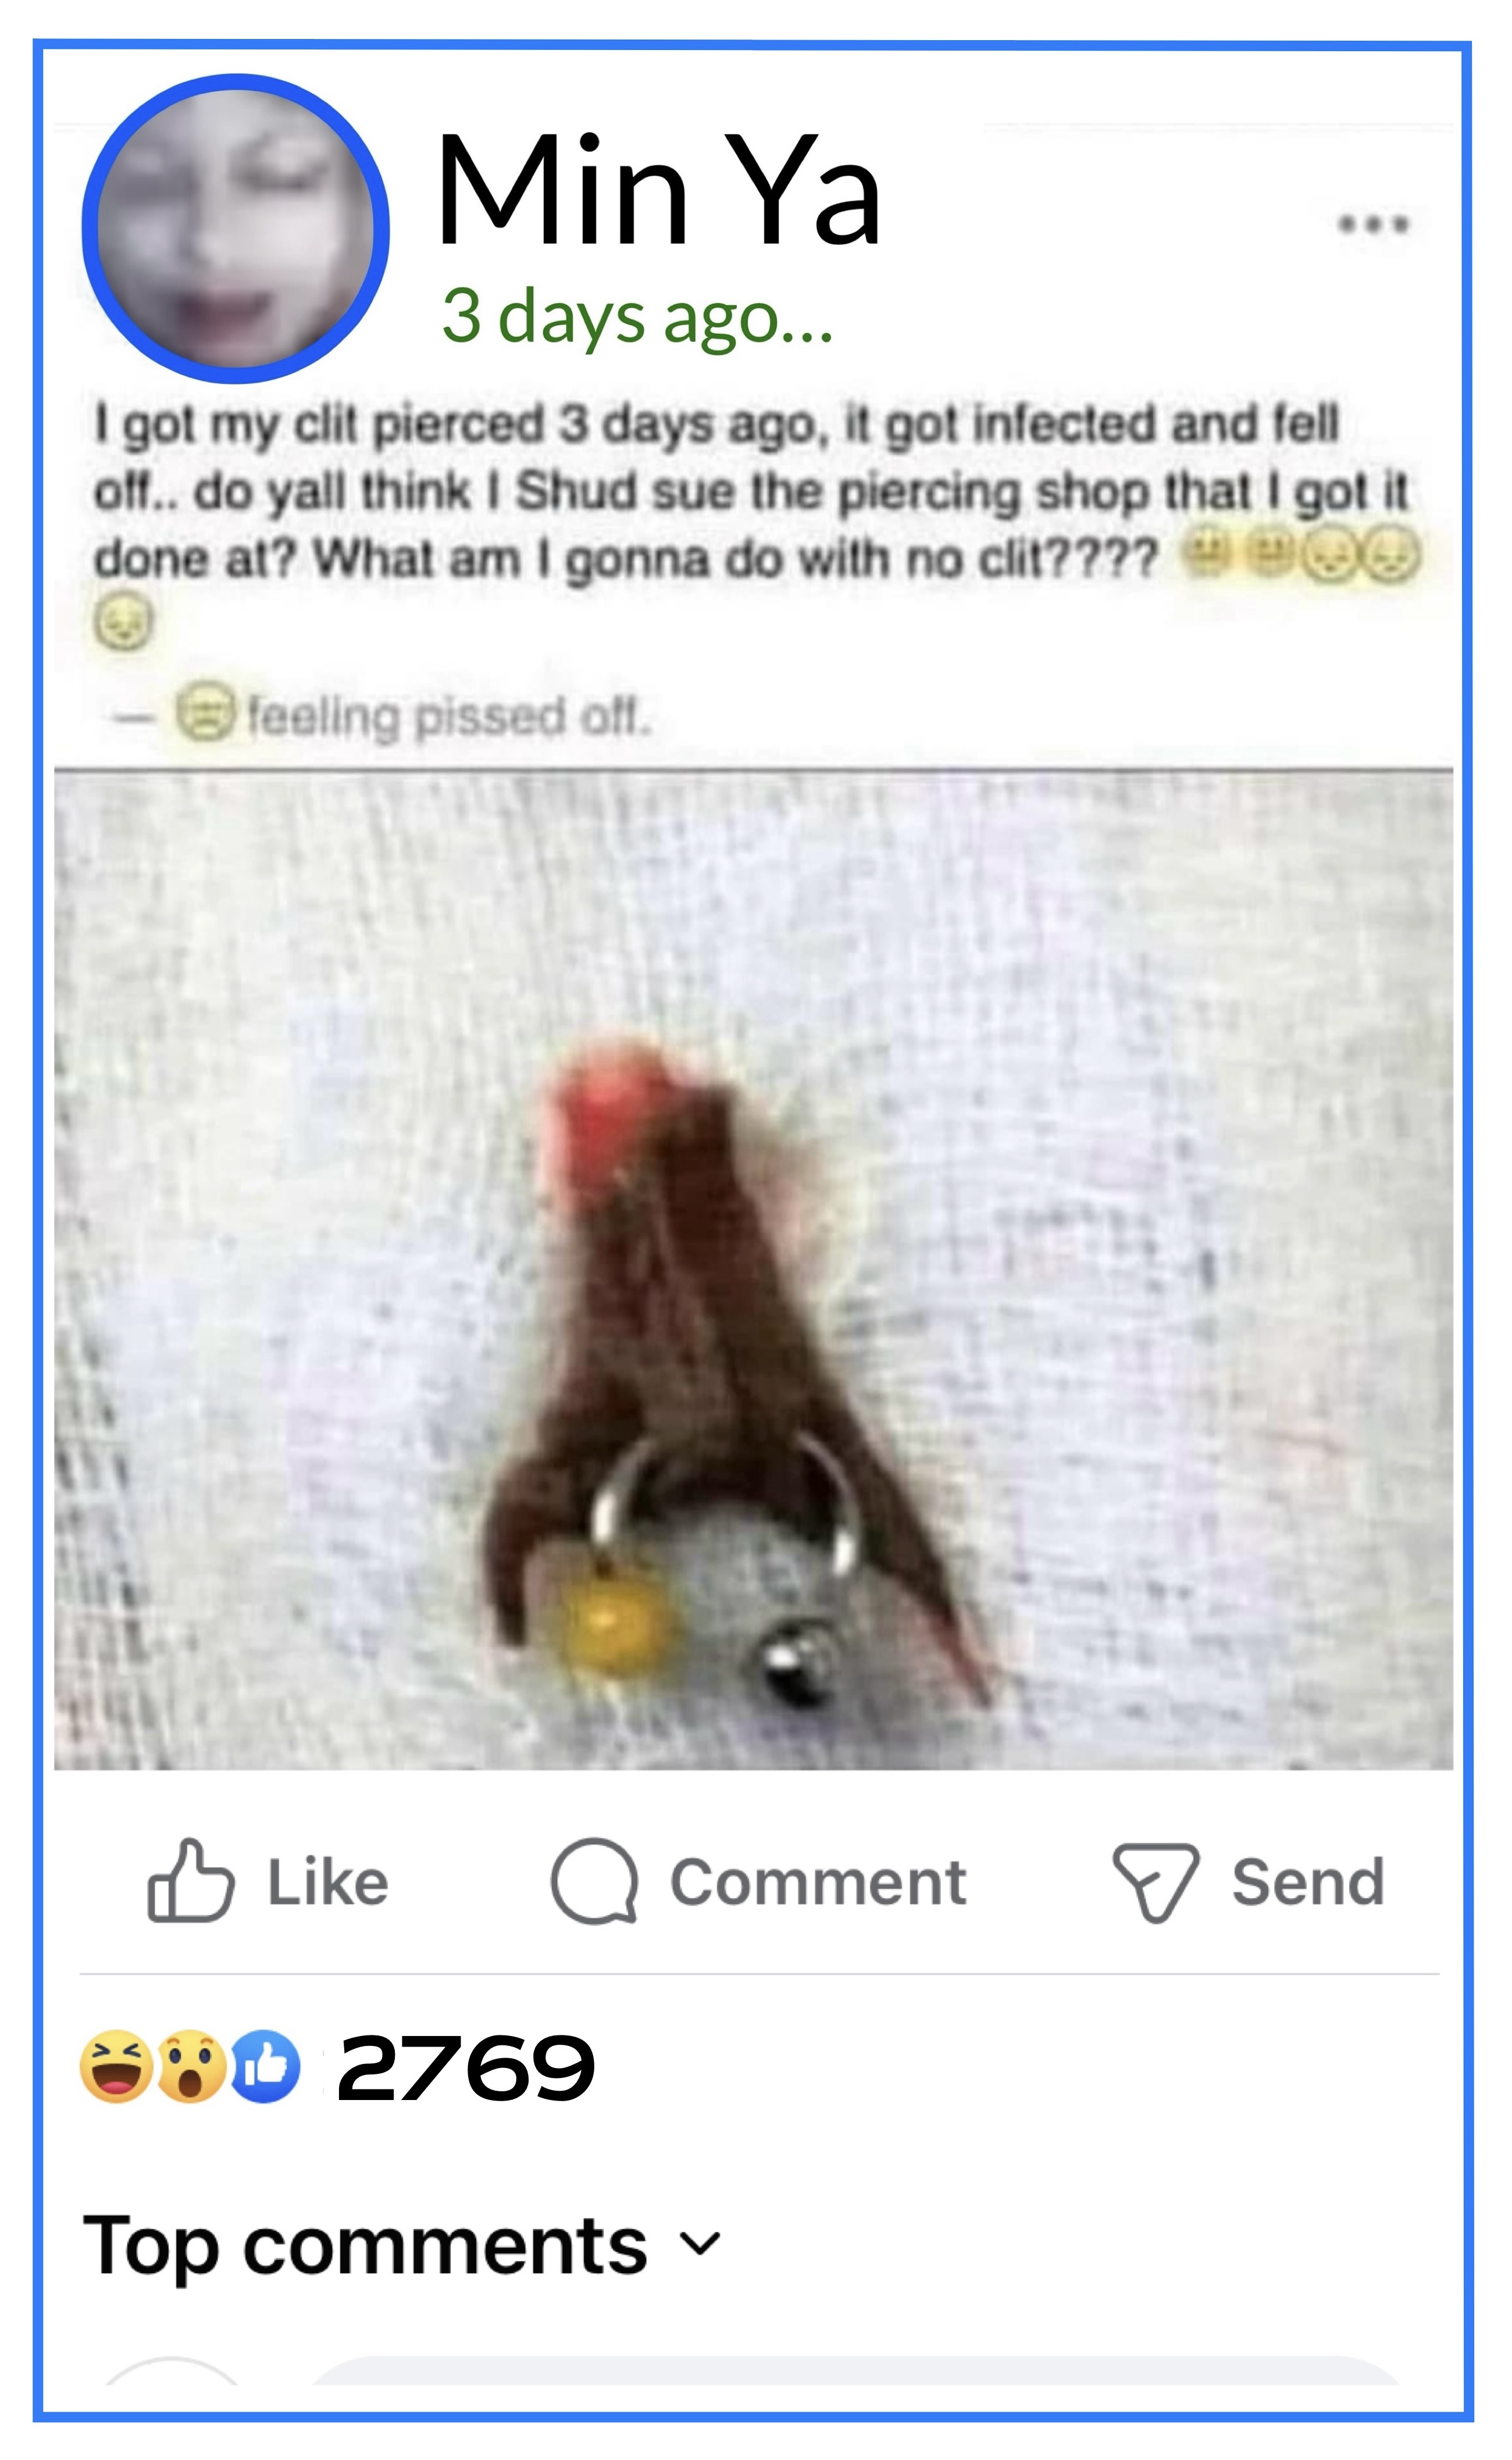 Min Ya
3 days ago...
I got my clit pierced 3 days ago, it got infected and fell
off.. do yall think I Shud sue the piercing shop that I got it
done at? What am I gonna do with no clit????
— feeling pissed off.
Like Comment Send
2769
Top comments